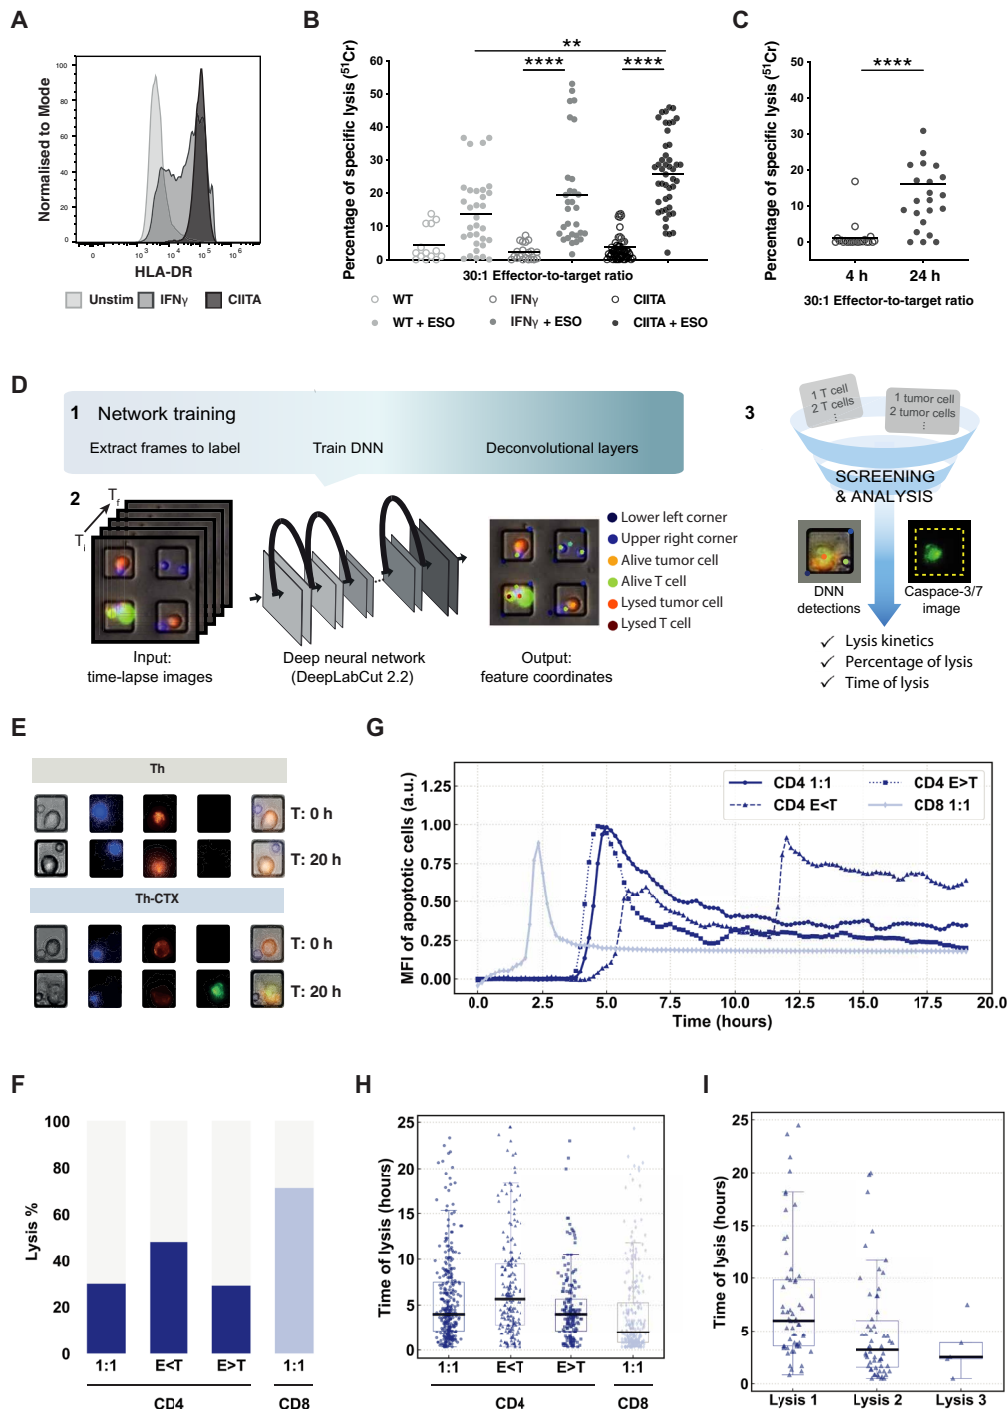 A
Normalised to Mode
100
80
60
40
20
0
0
10³
10⁴
10⁵
10⁶
HLA-DR
Unstim
IFNγ
CIITA
B
Percentage of specific lysis (⁵¹Cr)
60
50
40
30
20
10
0
**
****
****
30:1 Effector-to-target ratio
WT
IFNγ
CIITA
WT + ESO
IFNγ + ESO
CIITA + ESO
C
Percentage of specific lysis (⁵¹Cr)
50
40
30
20
10
0
****
4 h
24 h
30:1 Effector-to-target ratio
D
1 Network training
Extract frames to label
Train DNN
Deconvolutional layers
2
Tf
Ti
Input:
time-lapse images
Deep neural network
(DeepLabCut 2.2)
Output:
feature coordinates
Lower left corner
Upper right corner
Alive tumor cell
Alive T cell
Lysed tumor cell
Lysed T cell
3
1 T cell
2 T cells
⋮
1 tumor cell
2 tumor cells
⋮
SCREENING
& ANALYSIS
DNN
detections
Caspace-3/7
image
✓ Lysis kinetics
✓ Percentage of lysis
✓ Time of lysis
E
Th
T: 0 h
T: 20 h
Th-CTX
T: 0 h
T: 20 h
G
MFI of apoptotic cells (a.u.)
1.25
1.00
0.75
0.50
0.25
0.00
CD4 1:1
CD4 E<T
CD4 E>T
CD8 1:1
0.0
2.5
5.0
7.5
10.0
12.5
15.0
17.5
20.0
Time (hours)
F
Lysis %
100
80
60
40
20
0
1:1
E<T
E>T
1:1
CD4
CD8
H
Time of lysis (hours)
25
20
15
10
5
0
1:1
E<T
E>T
1:1
CD4
CD8
I
Time of lysis (hours)
25
20
15
10
5
0
Lysis 1
Lysis 2
Lysis 3